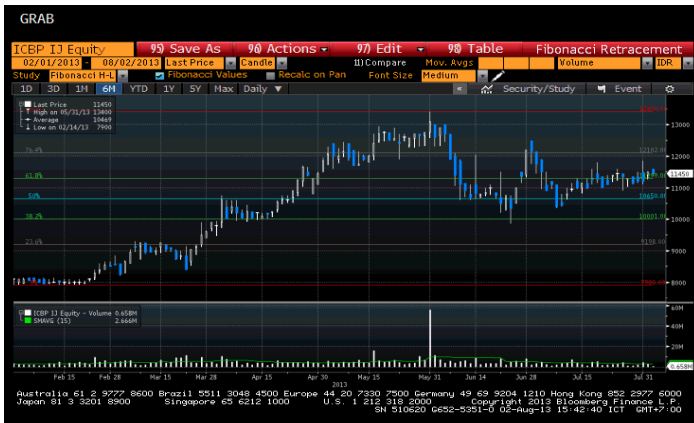 GRAB
ICBP IJ Equity 95) Save As 96) Actions 97) Edit 98) Table Fibonacci Retracement
02/01/2013 - 08/02/2013 Last Price Candle 11) Compare Mov. Avgs Volume IDR
Study Fibonacci H-L Fibonacci Values Recalc on Pan Font Size Medium
1D 3D 1M 6M YTD 1Y 5Y Max Daily « Security/Study Event
Last Price 11450
High on 05/31/13 13400
Average 10469
Low on 02/14/13 7900
13000
76.4% 12102.00
12000
61.8%
11450
11000
50% 10650.00
38.2% 10001.00
10000
23.6% 9198.00
9000
8000
ICBP IJ Equity - Volume 0.658M
SMAVG (15) 2.666M
60M
40M
20M
0.658M
Feb 15 Feb 28 Mar 15 Mar 28 Apr 15 Apr 30 May 15 May 31 Jun 14 Jun 28 Jul 15 Jul 31
2013
Australia 61 2 9777 8600 Brazil 5511 3048 4500 Europe 44 20 7330 7500 Germany 49 69 9204 1210 Hong Kong 852 2977 6000
Japan 81 3 3201 8900 Singapore 65 6212 1000 U.S. 1 212 318 2000 Copyright 2013 Bloomberg Finance L.P.
SN 510620 G652-5351-0 02-Aug-13 15:42:40 ICT GMT+7:00